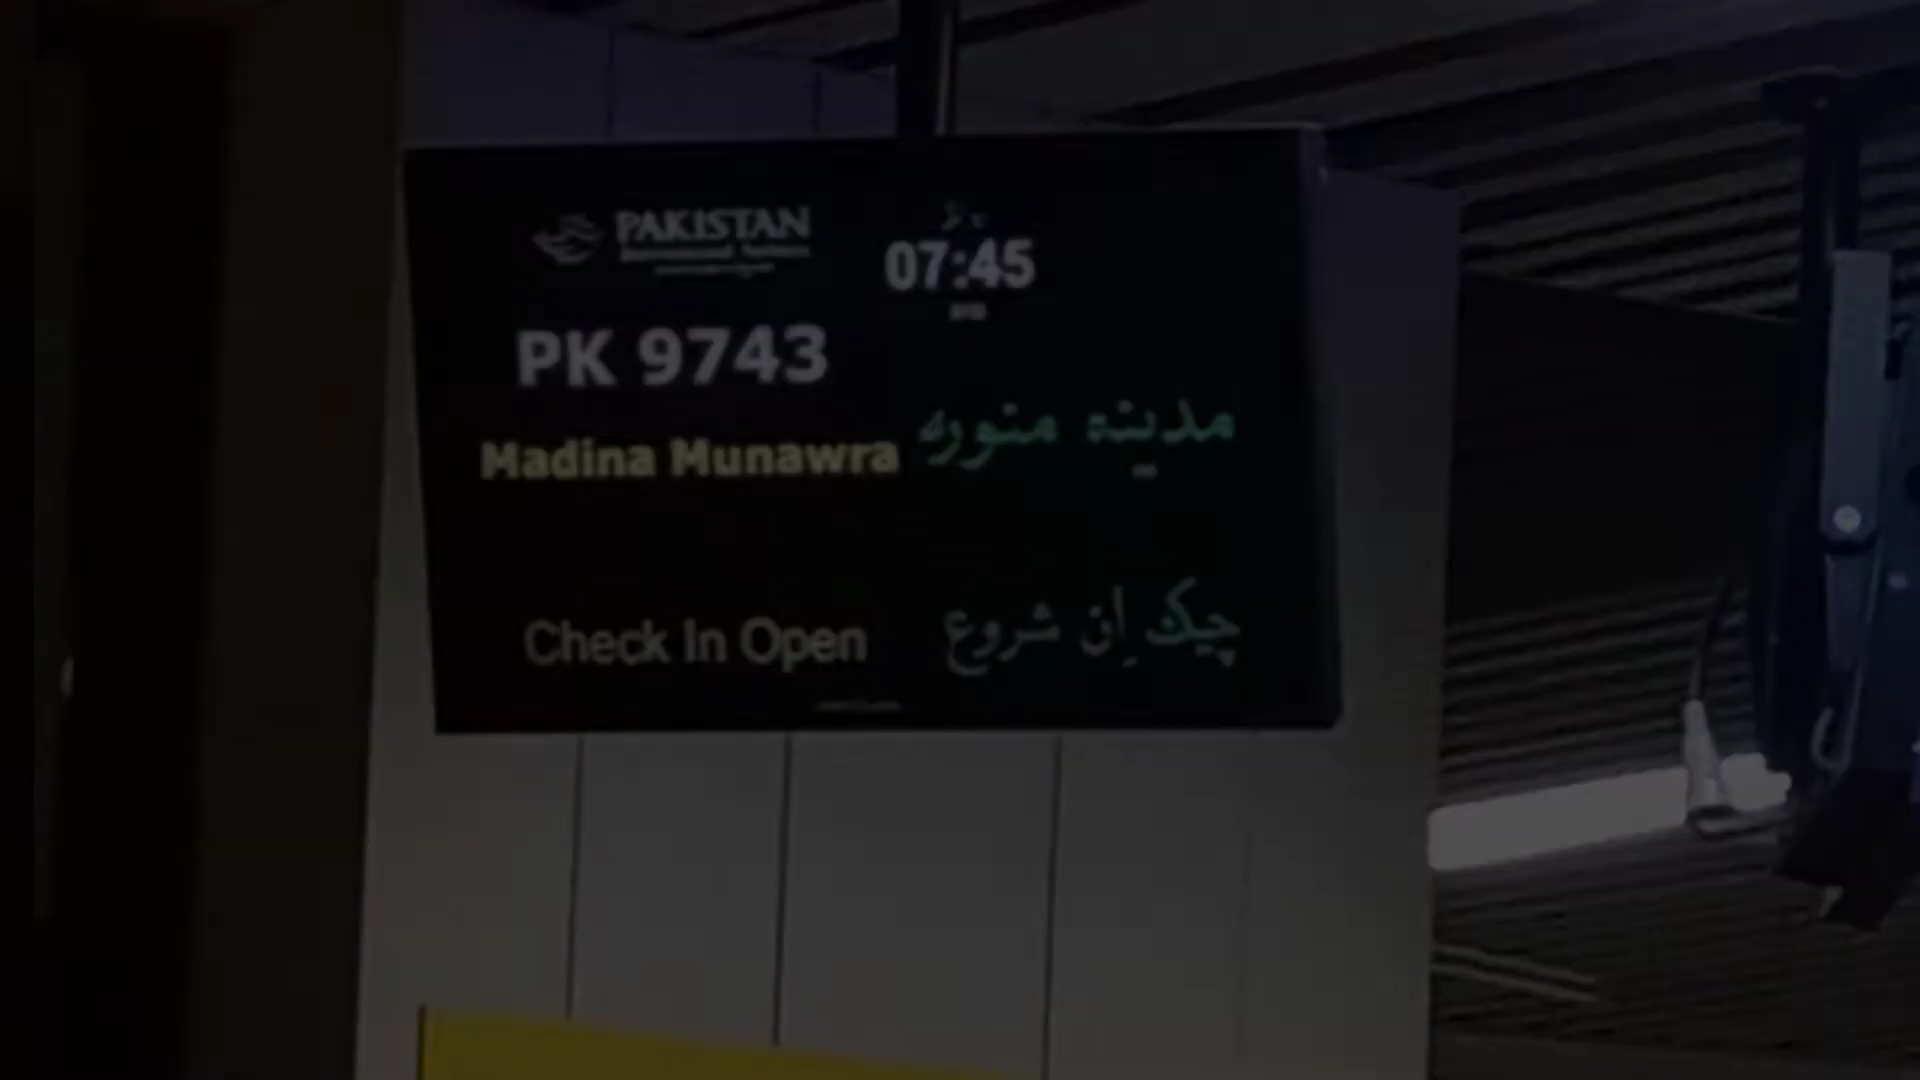 PAKISTAN
07:45
PK 9743
Madina Munawra
مدینہ منورہ
Check In Open
چیک اِن شروع